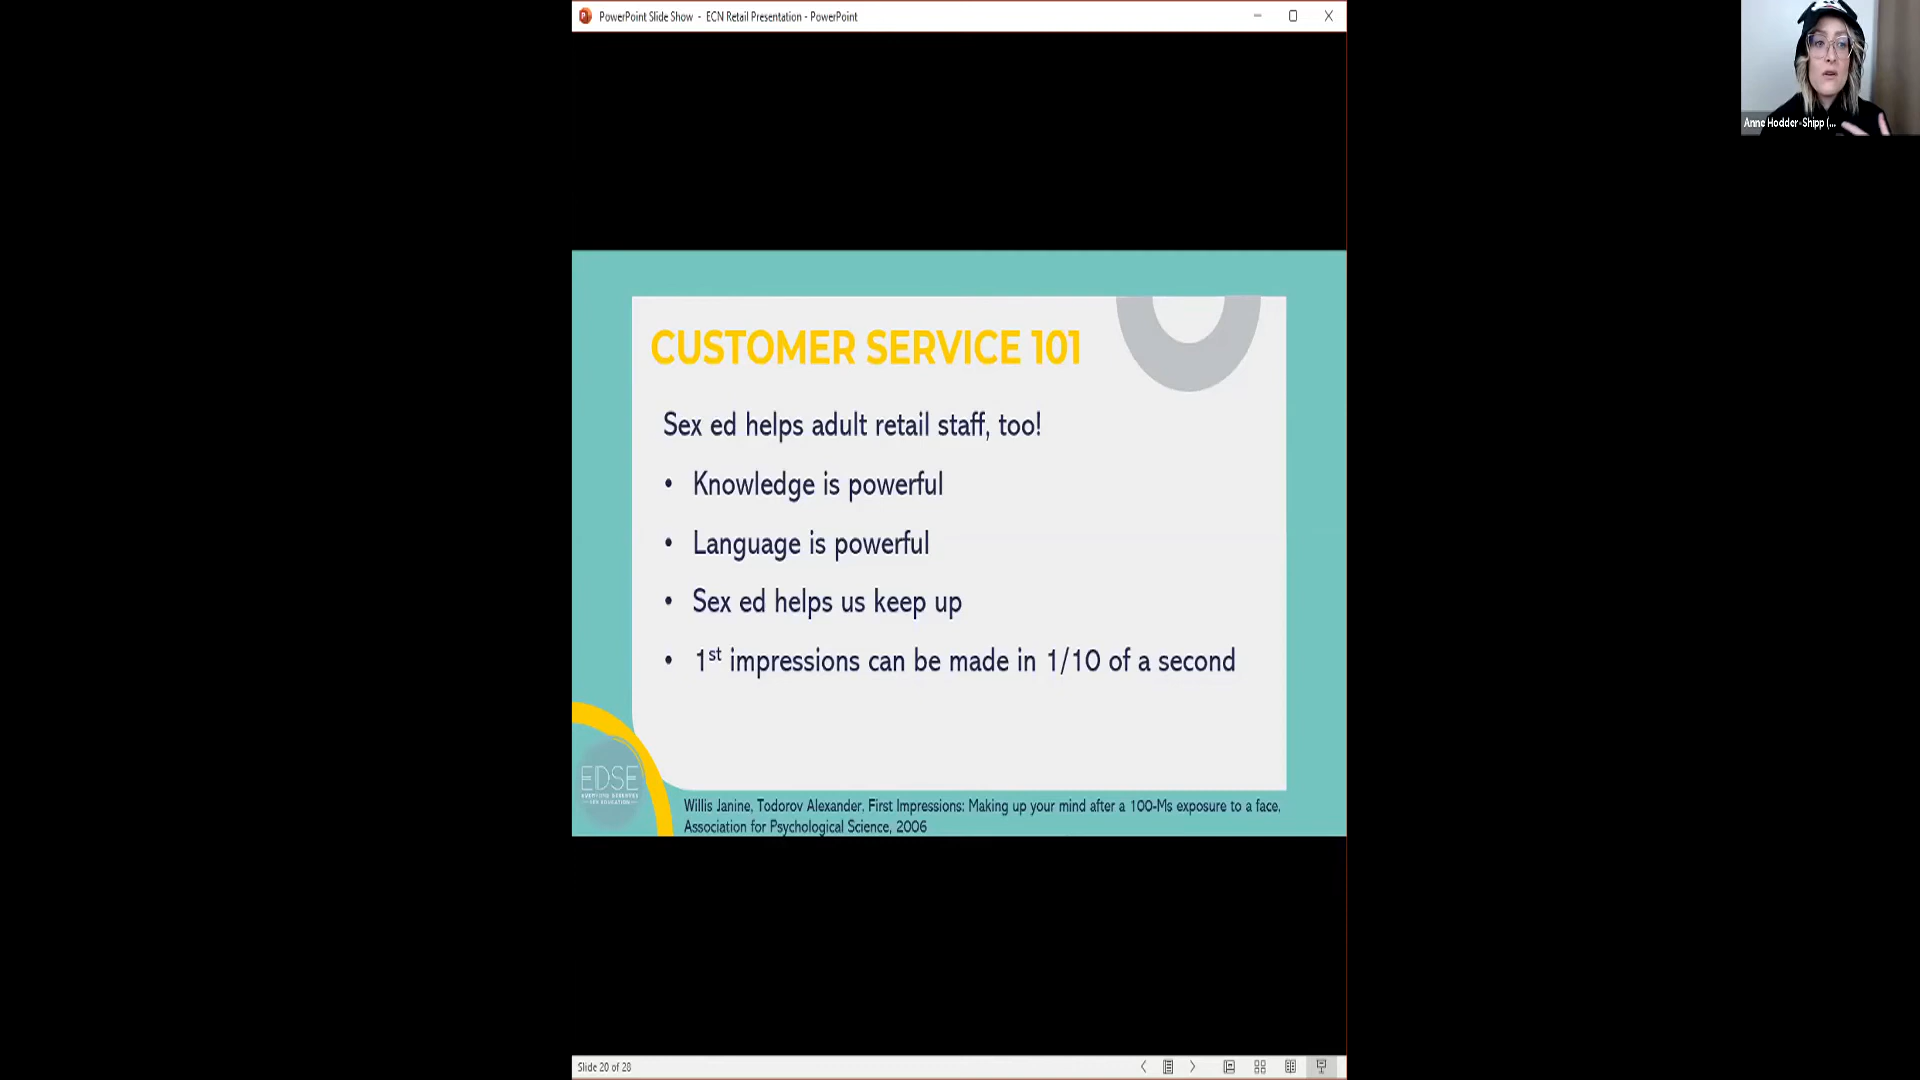 PowerPoint Slide Show - ECN Retail Presentation - PowerPoint
Anne Hodder-Shipp (...
CUSTOMER SERVICE 101
Sex ed helps adult retail staff, too!
• Knowledge is powerful
• Language is powerful
• Sex ed helps us keep up
• 1st impressions can be made in 1/10 of a second
EDSE
Willis Janine, Todorov Alexander, First Impressions: Making up your mind after a 100-Ms exposure to a face,
Association for Psychological Science, 2006
Slide 20 of 28